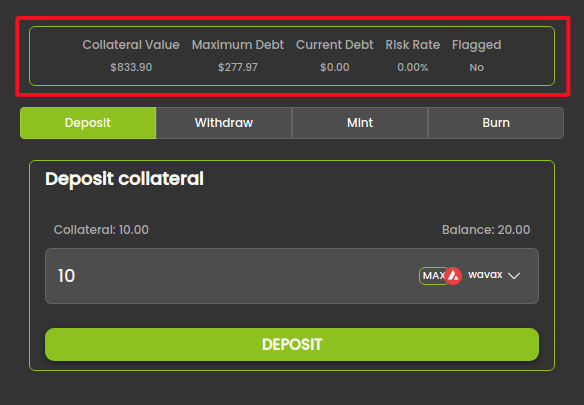 Collateral Value Maximum Debt Current Debt Risk Rate Flagged
$833.90 $277.97 $0.00 0.00% No
Deposit Withdraw Mint Burn
Deposit collateral
Collateral: 10.00 Balance: 20.00
10 MAX wavax
DEPOSIT